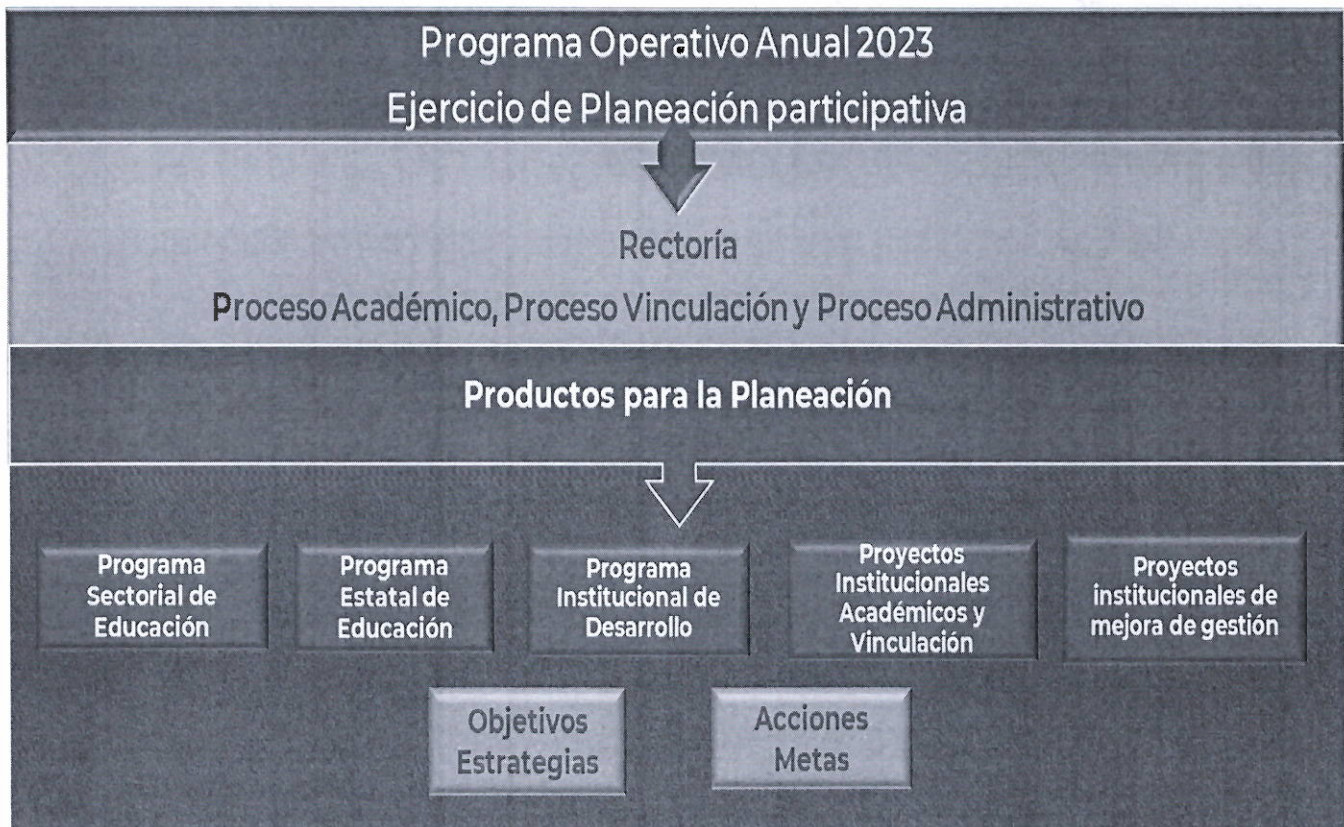 Programa Operativo Anual 2023
Ejercicio de Planeación participativa
Rectoría
Proceso Académico, Proceso Vinculación y Proceso Administrativo
Productos para la Planeación
Programa
Sectorial de
Educación
Programa
Estatal de
Educación
Programa
Institucional de
Desarrollo
Proyectos
Institucionales
Académicos y
Vinculación
Proyectos
institucionales de
mejora de gestión
Objetivos
Estrategias
Acciones
Metas